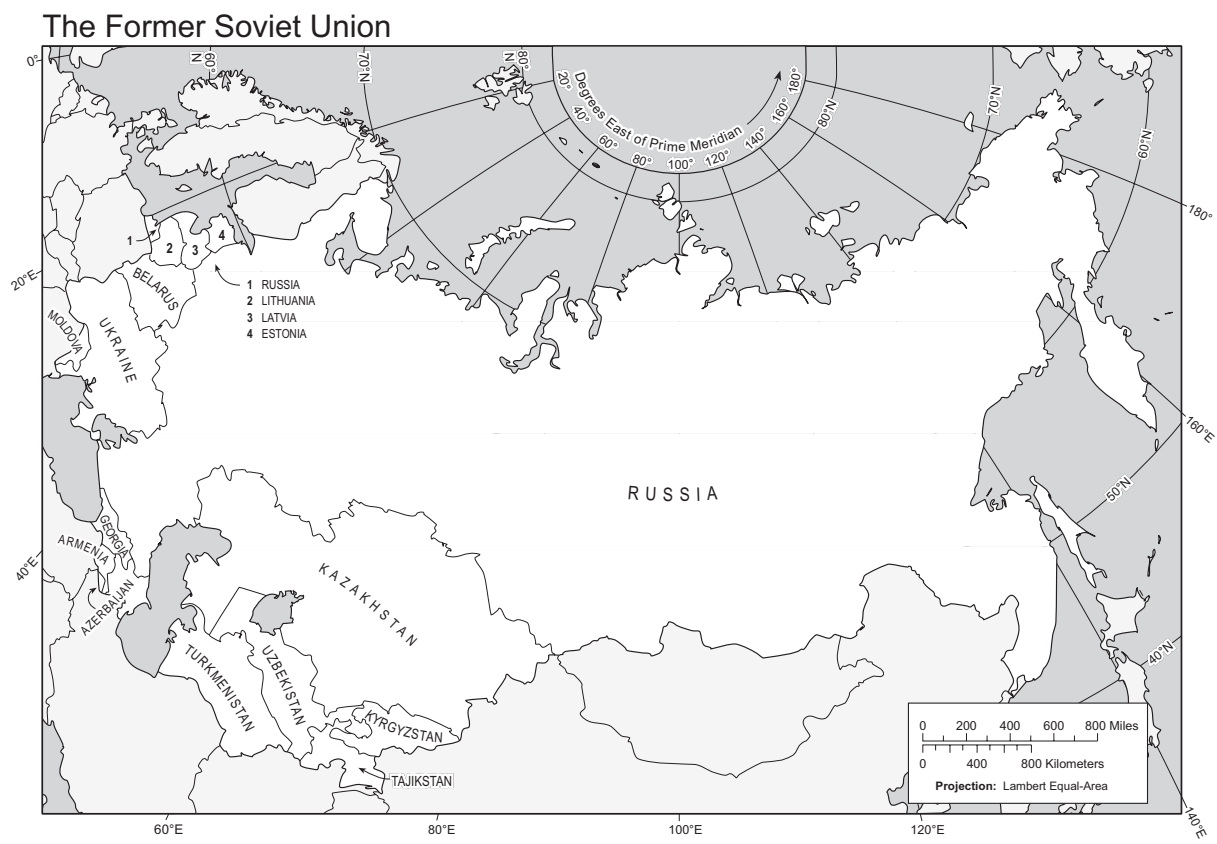 The Former Soviet Union
0°
60°N
70°N
80°N
20°
40°
60°
80°
100°
120°
140°
160°
180°
Degrees East of Prime Meridian
80°N
70°N
60°N
180°
160°E
50°N
40°N
140°E
20°E
40°E
1
2
3
4
1 RUSSIA
2 LITHUANIA
3 LATVIA
4 ESTONIA
BELARUS
MOLDOVA
UKRAINE
RUSSIA
GEORGIA
ARMENIA
AZERBAIJAN
KAZAKHSTAN
TURKMENISTAN
UZBEKISTAN
KYRGYZSTAN
TAJIKSTAN
0 200 400 600 800 Miles
0 400 800 Kilometers
Projection: Lambert Equal-Area
60°E
80°E
100°E
120°E